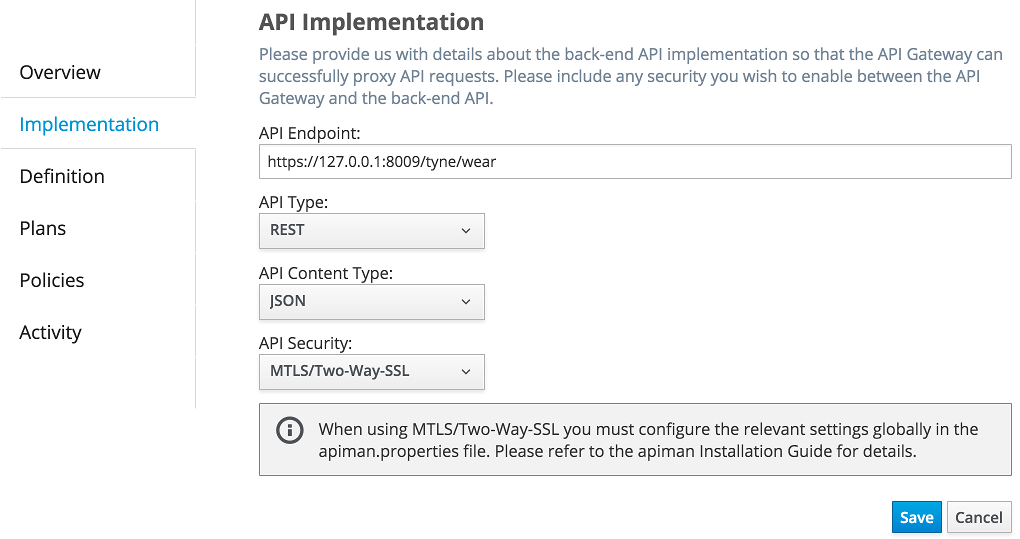 API Implementation
Please provide us with details about the back-end API implementation so that the API Gateway can
successfully proxy API requests. Please include any security you wish to enable between the API
Gateway and the back-end API.
Overview
Implementation
Definition
Plans
Policies
Activity
API Endpoint:
https://127.0.0.1:8009/tyne/wear
API Type:
REST
API Content Type:
JSON
API Security:
MTLS/Two-Way-SSL
When using MTLS/Two-Way-SSL you must configure the relevant settings globally in the
apiman.properties file. Please refer to the apiman Installation Guide for details.
Save
Cancel